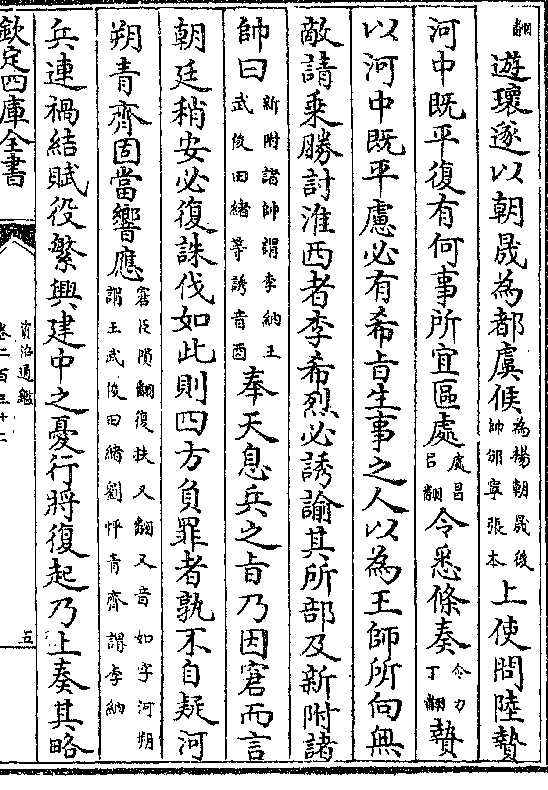 翻遊瓌遂以朝晟為都虞候為楊朝晟後帥邠寧張本上使問陸贄
河中既平復有何事所宜區處處昌呂翻令悉條奏令力丁翻贄
以河中既平慮必有希旨生事之人以為王師所向無
敵請乘勝討淮西者李希烈必誘諭其所部及新附諸
帥曰新附諸帥謂李納王武俊田緒等誘音酉奉天息兵之旨乃因窘而言
朝廷稍安必復誅伐如此則四方負罪者孰不自疑河
朔青齊固當響應窘巨隕翻復扶又翻又音如字河朔謂王武俊田緒劉怦青齊謂李納
兵連禍結賦役繁興建中之憂行將復起乃上奏其略
欽定四庫全書
資治通鑑
卷二百三十二
五